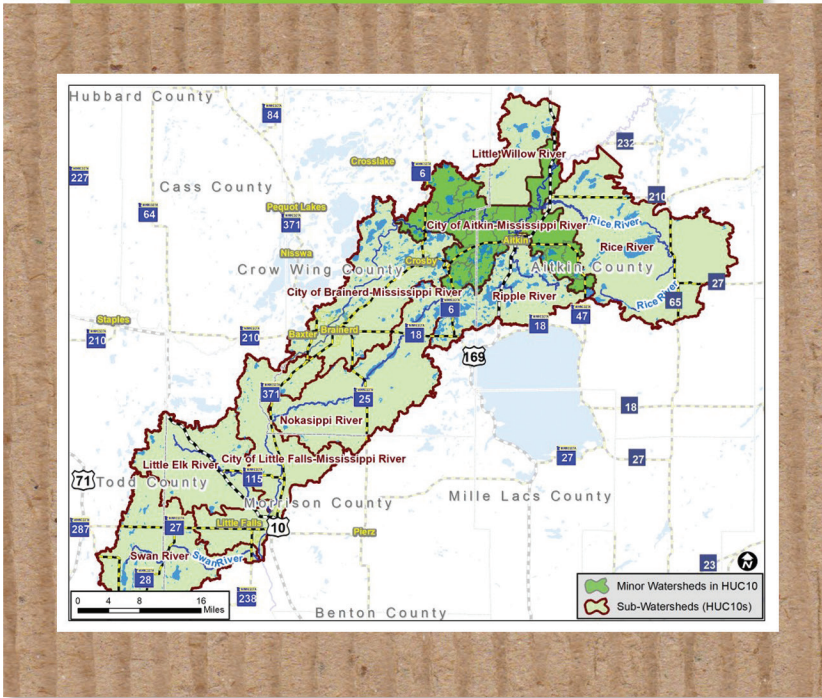 Hubbard County
84
232
Little Willow River
Crosslake
6
227
Cass County
210
64
Pequot Lakes
371
Rice River
City of Aitkin-Mississippi River
Aitkin
Rice River
Nisswa
Crosby
Crow Wing County
Aitkin County
27
City of Brainerd-Mississippi River
Ripple River
Rice River
65
6
47
Staples
18
18
210
210
Baxter
Brainerd
169
371
25
18
Nokasippi River
Little Elk River
City of Little Falls-Mississippi River
27
27
71
Todd County
115
Morrison County
Mille Lacs County
287
27
Little Falls
10
Pierz
Swan River
Swan River
23
28
N
238
Minor Watersheds in HUC10
Sub-Watersheds (HUC10s)
0 4 8 16
Miles
Benton County